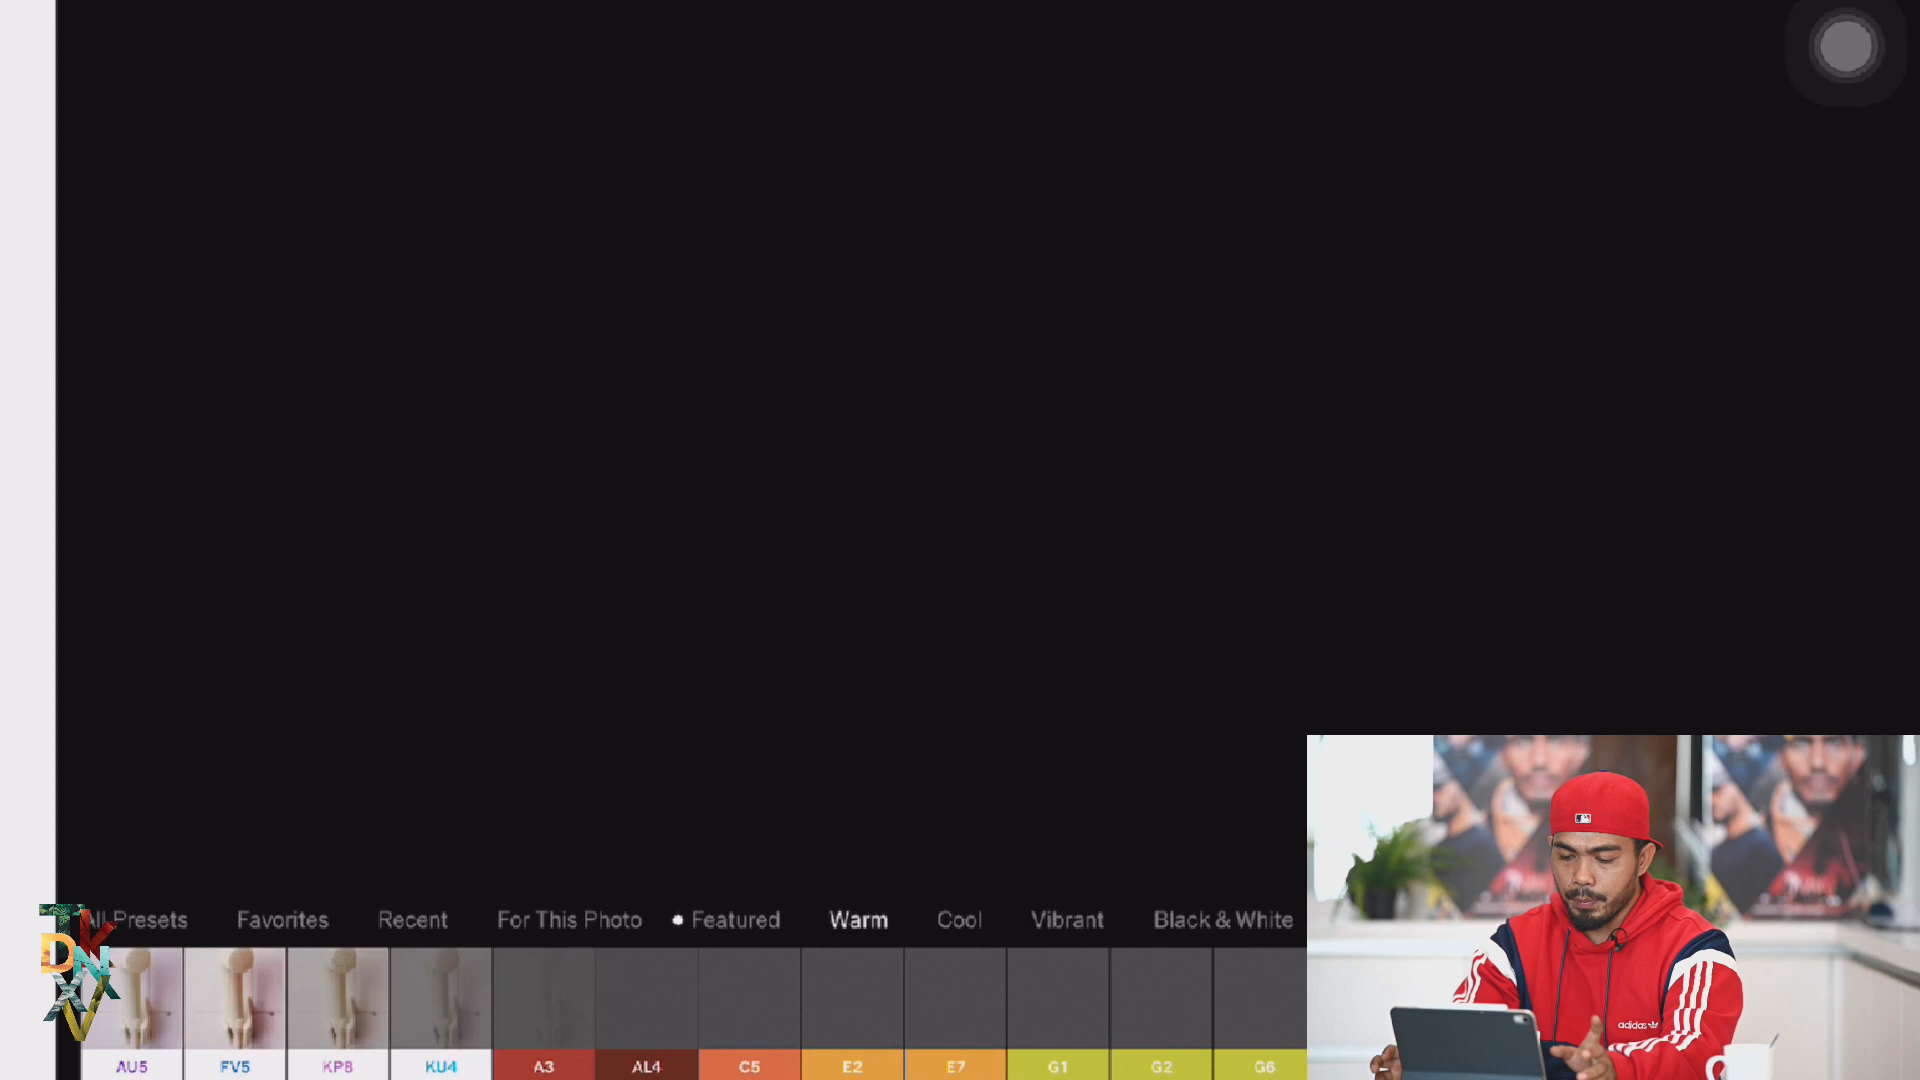 All Presets Favorites Recent For This Photo Featured Warm Cool Vibrant Black & White
AU5 FV5 KP8 KU4 A3 AL4 C5 E2 E7 G1 G2 G6
adidas
T K
D N
X V